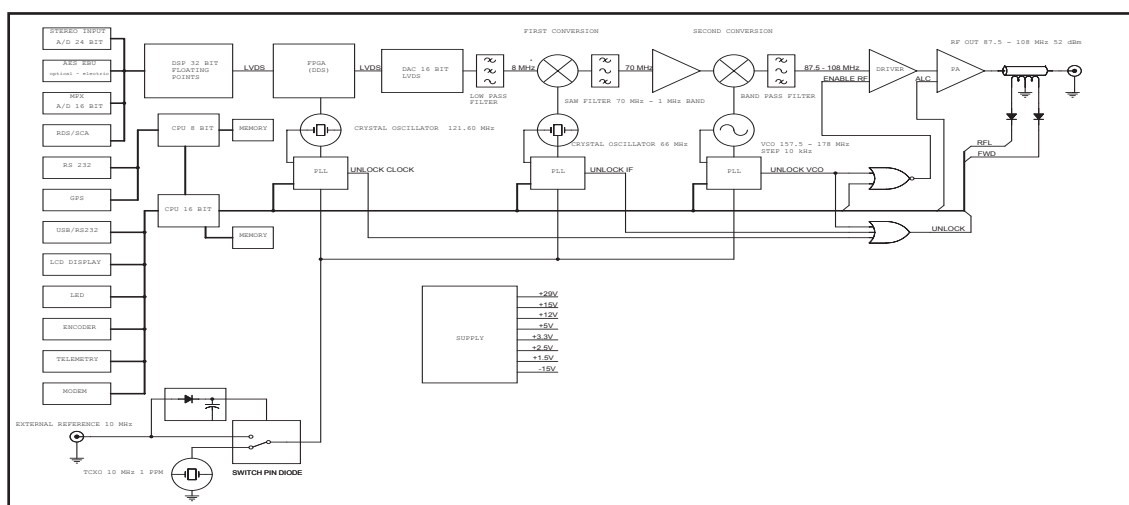 STEREO INPUT
A/D 24 BIT
AES EBU
optical - electric
MPX
A/D 16 BIT
RDS/SCA
RS 232
GPS
USB/RS232
LCD DISPLAY
LED
ENCODER
TELEMETRY
MODEM
DSP 32 BIT
FLOATING
POINTS
LVDS
FPGA
(DDS)
LVDS
DAC 16 BIT
LVDS
LOW PASS
FILTER
8 MHz
FIRST CONVERSION
70 MHz
SAW FILTER 70 MHz - 1 MHz BAND
SECOND CONVERSION
BAND PASS FILTER
87.5 - 108 MHz
ENABLE RF
DRIVER
ALC
PA
RF OUT 87.5 - 108 MHz 52 dBm
RFL
FWD
CPU 8 BIT
MEMORY
CPU 16 BIT
MEMORY
CRYSTAL OSCILLATOR 121.60 MHz
PLL
UNLOCK CLOCK
CRYSTAL OSCILLATOR 66 MHz
PLL
UNLOCK IF
VCO 157.5 - 178 MHz
STEP 10 kHz
PLL
UNLOCK VCO
UNLOCK
SUPPLY
+29V
+15V
+12V
+5V
+3.3V
+2.5V
+1.5V
-15V
EXTERNAL REFERENCE 10 MHz
TCXO 10 MHz 1 PPM
SWITCH PIN DIODE